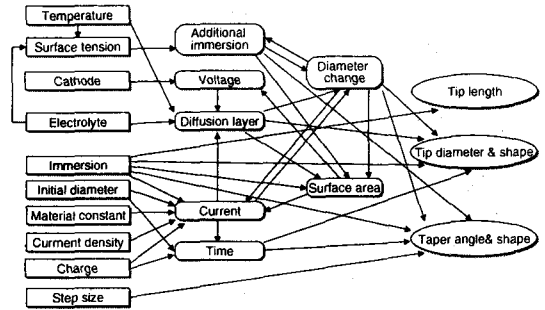 Temperature
Surface tension
Cathode
Electrolyte
Immersion
Initial diameter
Material constant
Curment density
Charge
Step size
Additional
immersion
Voltage
Diffusion layer
Current
Time
Diameter
change
Surface area
Tip length
Tip diameter & shape
Taper angle& shape